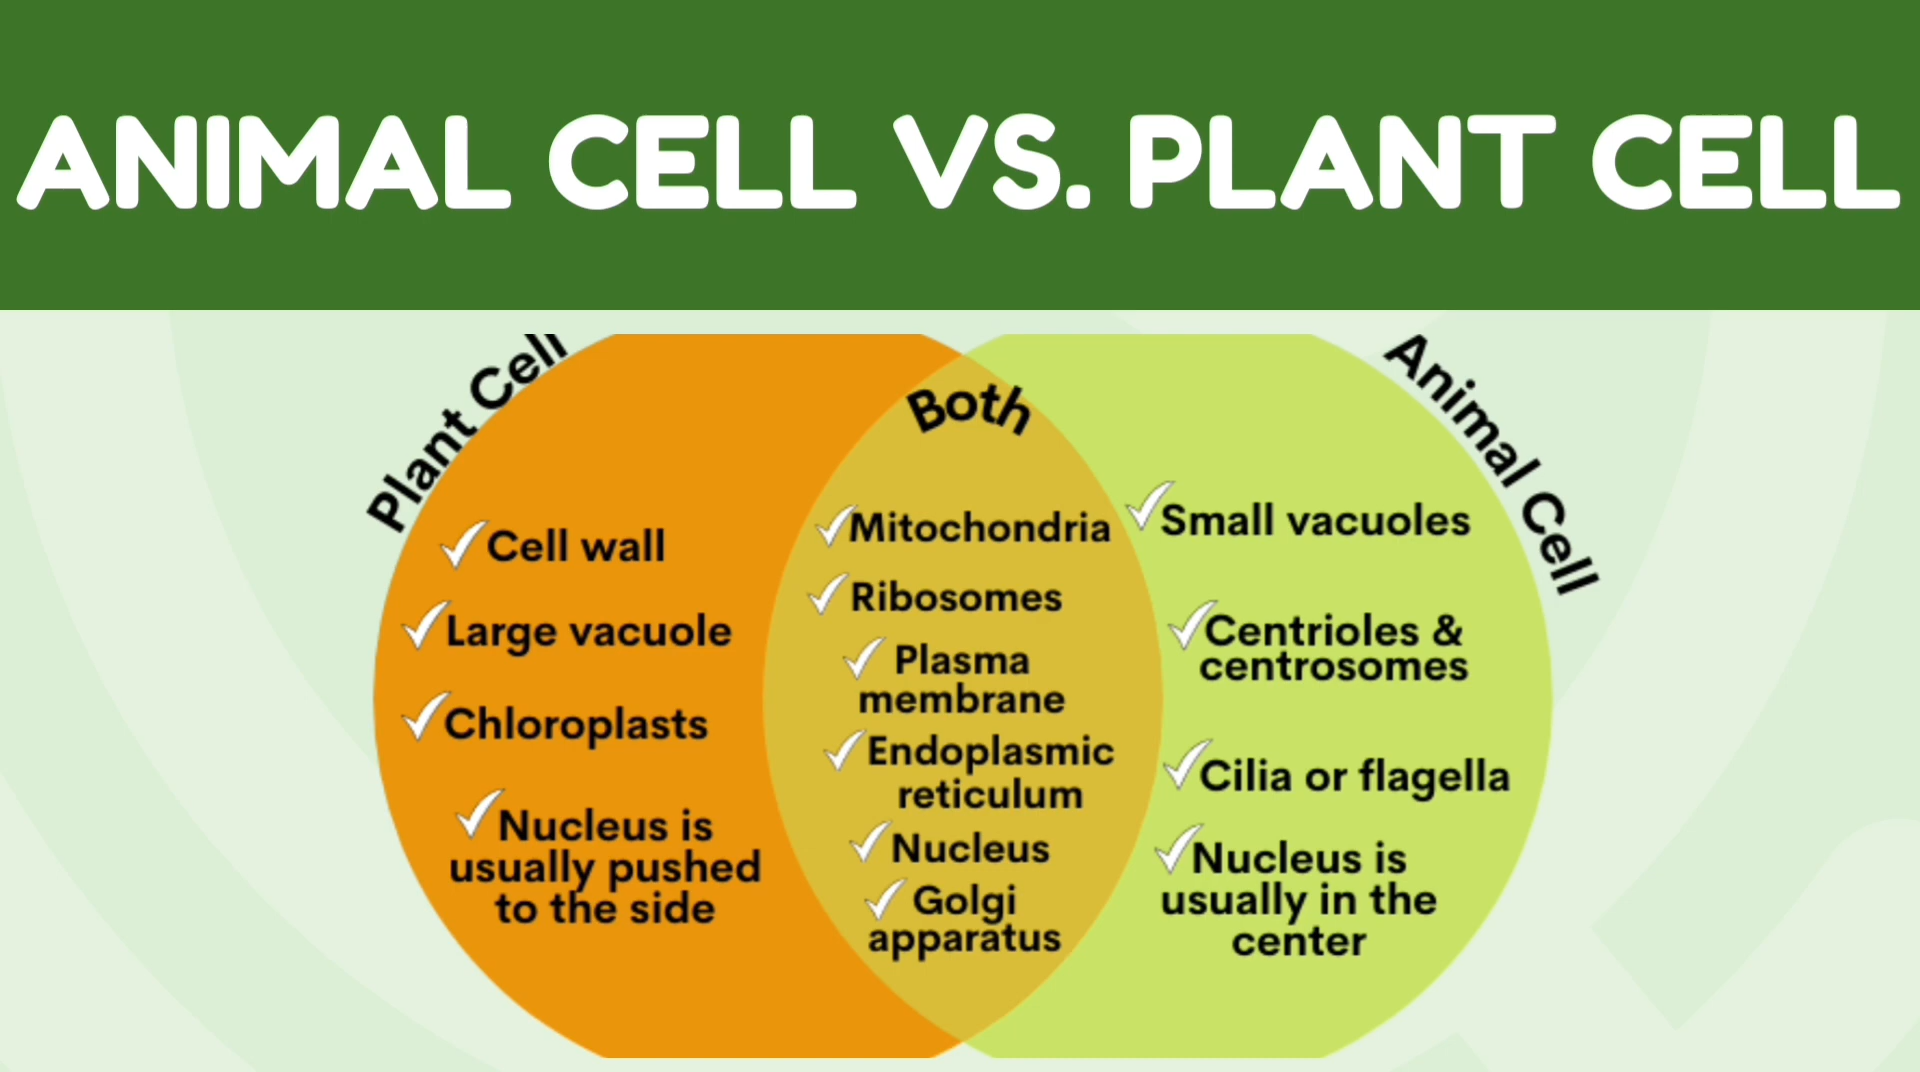 ANIMAL CELL VS. PLANT CELL
Plant Cell
Cell wall
Large vacuole
Chloroplasts
Nucleus is
usually pushed
to the side
Both
Mitochondria
Ribosomes
Plasma
membrane
Endoplasmic
reticulum
Nucleus
Golgi
apparatus
Animal Cell
Small vacuoles
Centrioles &
centrosomes
Cilia or flagella
Nucleus is
usually in the
center